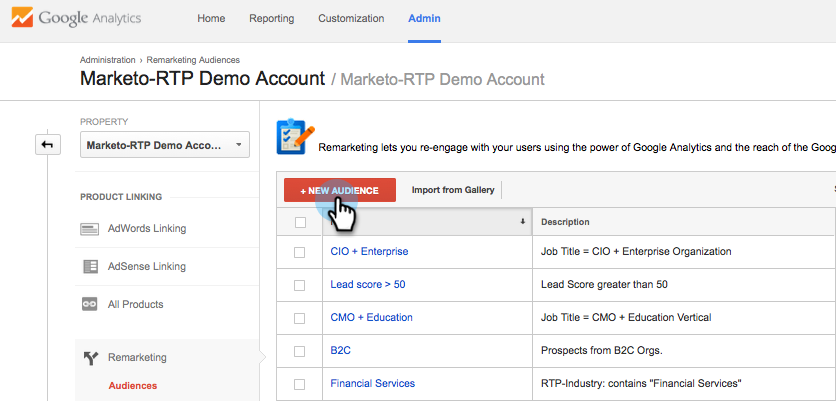 Google Analytics
Home Reporting Customization Admin
Administration › Remarketing Audiences
Marketo-RTP Demo Account / Marketo-RTP Demo Account
PROPERTY
Marketo-RTP Demo Acco...
Remarketing lets you re-engage with your users using the power of Google Analytics and the reach of the Goog
PRODUCT LINKING
+ NEW AUDIENCE Import from Gallery
AdWords Linking
Description
CIO + Enterprise Job Title = CIO + Enterprise Organization
AdSense Linking
Lead score > 50 Lead Score greater than 50
All Products
CMO + Education Job Title = CMO + Education Vertical
B2C Prospects from B2C Orgs.
Remarketing
Audiences
Financial Services RTP-Industry: contains "Financial Services"